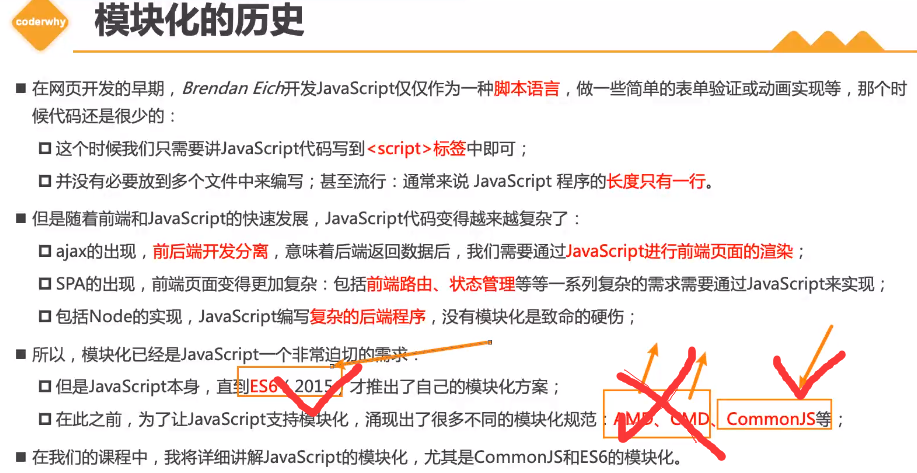 coderwhy
模块化的历史
■ 在网页开发的早期，Brendan Eich开发JavaScript仅仅作为一种脚本语言，做一些简单的表单验证或动画实现等，那个时
候代码还是很少的：
这个时候我们只需要讲JavaScript代码写到<script>标签中即可；
并没有必要放到多个文件中来编写；甚至流行：通常来说 JavaScript 程序的长度只有一行。
■ 但是随着前端和JavaScript的快速发展，JavaScript代码变得越来越复杂了：
ajax的出现，前后端开发分离，意味着后端返回数据后，我们需要通过JavaScript进行前端页面的渲染；
SPA的出现，前端页面变得更加复杂：包括前端路由、状态管理等等一系列复杂的需求需要通过JavaScript来实现；
包括Node的实现，JavaScript编写复杂的后端程序，没有模块化是致命的硬伤；
■ 所以，模块化已经是JavaScript一个非常迫切的需求：
但是JavaScript本身，直到ES6 2015 才推出了自己的模块化方案；
在此之前，为了让JavaScript支持模块化，涌现出了很多不同的模块化规范：AMD、CMD、CommonJS等；
■ 在我们的课程中，我将详细讲解JavaScript的模块化，尤其是CommonJS和ES6的模块化。